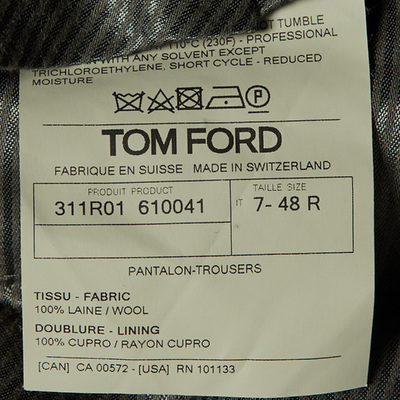 TUMBLE
110°C (230F) - PROFESSIONAL
WITH ANY SOLVENT EXCEPT
TRICHLOROETHYLENE, SHORT CYCLE - REDUCED
MOISTURE
P
TOM FORD
FABRIQUE EN SUISSE MADE IN SWITZERLAND
PRODUIT PRODUCT
TAILLE SIZE
311R01 610041
IT 7- 48 R
PANTALON-TROUSERS
TISSU - FABRIC
100% LAINE / WOOL
DOUBLURE - LINING
100% CUPRO / RAYON CUPRO
[CAN] CA 00572 - [USA] RN 101133